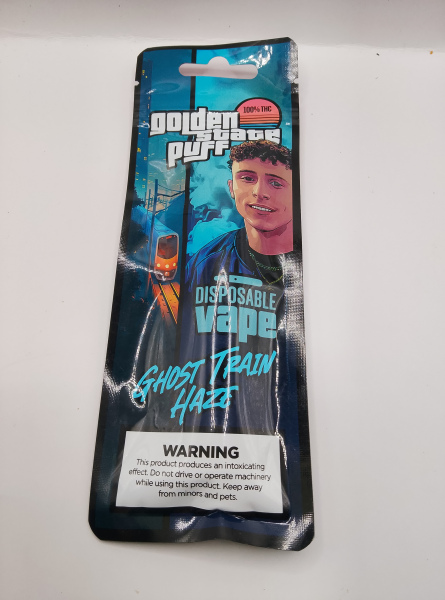 100% THC
golden
state
puff
DISPOSABLE
vape
GHOST TRAIN
HAZE
WARNING
This product produces an intoxicating
effect. Do not drive or operate machinery
while using this product. Keep away
from minors and pets.